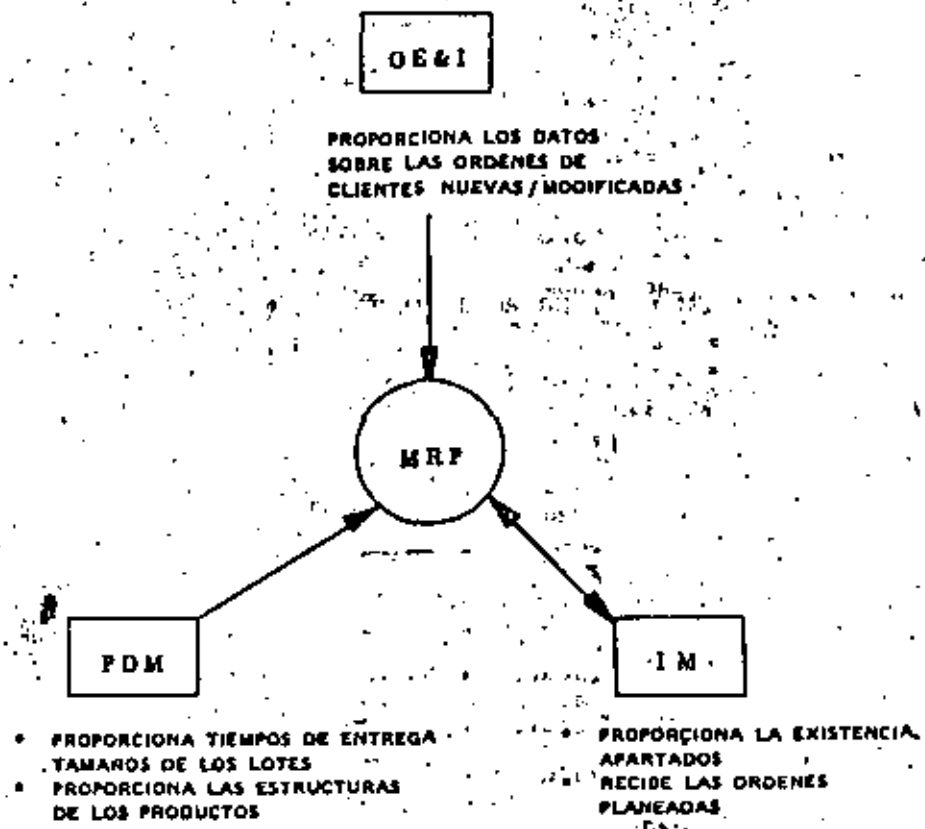 OE&I
PROPORCIONA LOS DATOS
SOBRE LAS ORDENES DE
CLIENTES NUEVAS/MODIFICADAS
MRP
PDM
IM
• PROPORCIONA TIEMPOS DE ENTREGA
TAMAÑOS DE LOS LOTES
• PROPORCIONA LAS ESTRUCTURAS
DE LOS PRODUCTOS
• PROPORCIONA LA EXISTENCIA,
APARTADOS
• RECIBE LAS ORDENES
PLANEADAS